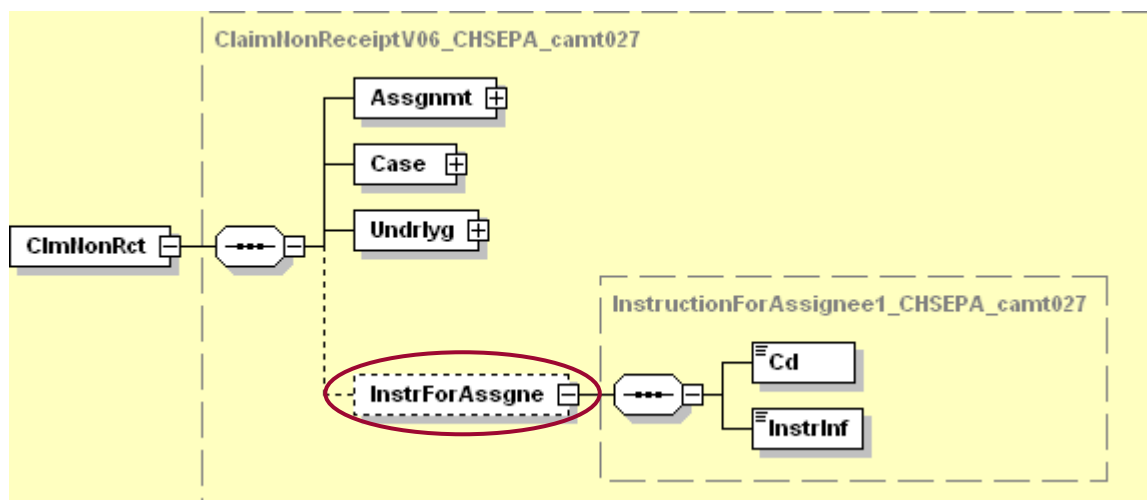 ClaimNonReceiptV06_CHSEPA_camt027
Assgnmt
Case
Undrlyg
ClmNonRct
InstructionForAssignee1_CHSEPA_camt027
Cd
InstrForAssgne
InstrInf